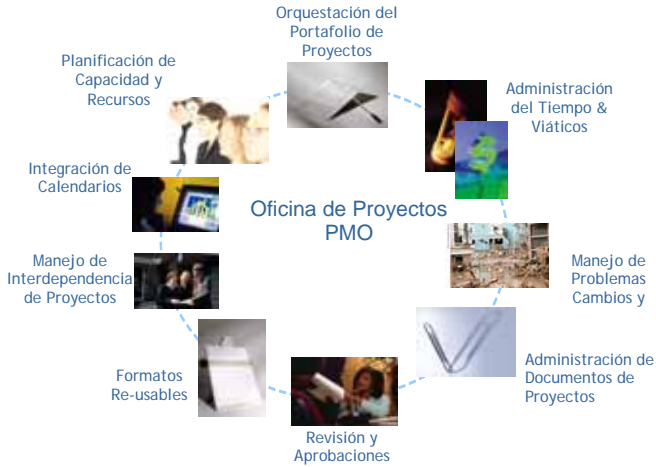 Orquestación del
Portafolio de
Proyectos
Planificación de
Capacidad y
Recursos
Administración
del Tiempo &
Viáticos
Integración de
Calendarios
Oficina de Proyectos
PMO
Manejo de
Interdependencia
de Proyectos
Manejo de
Problemas
Cambios y
Formatos
Re-usables
Administración de
Documentos de
Proyectos
Revisión y
Aprobaciones